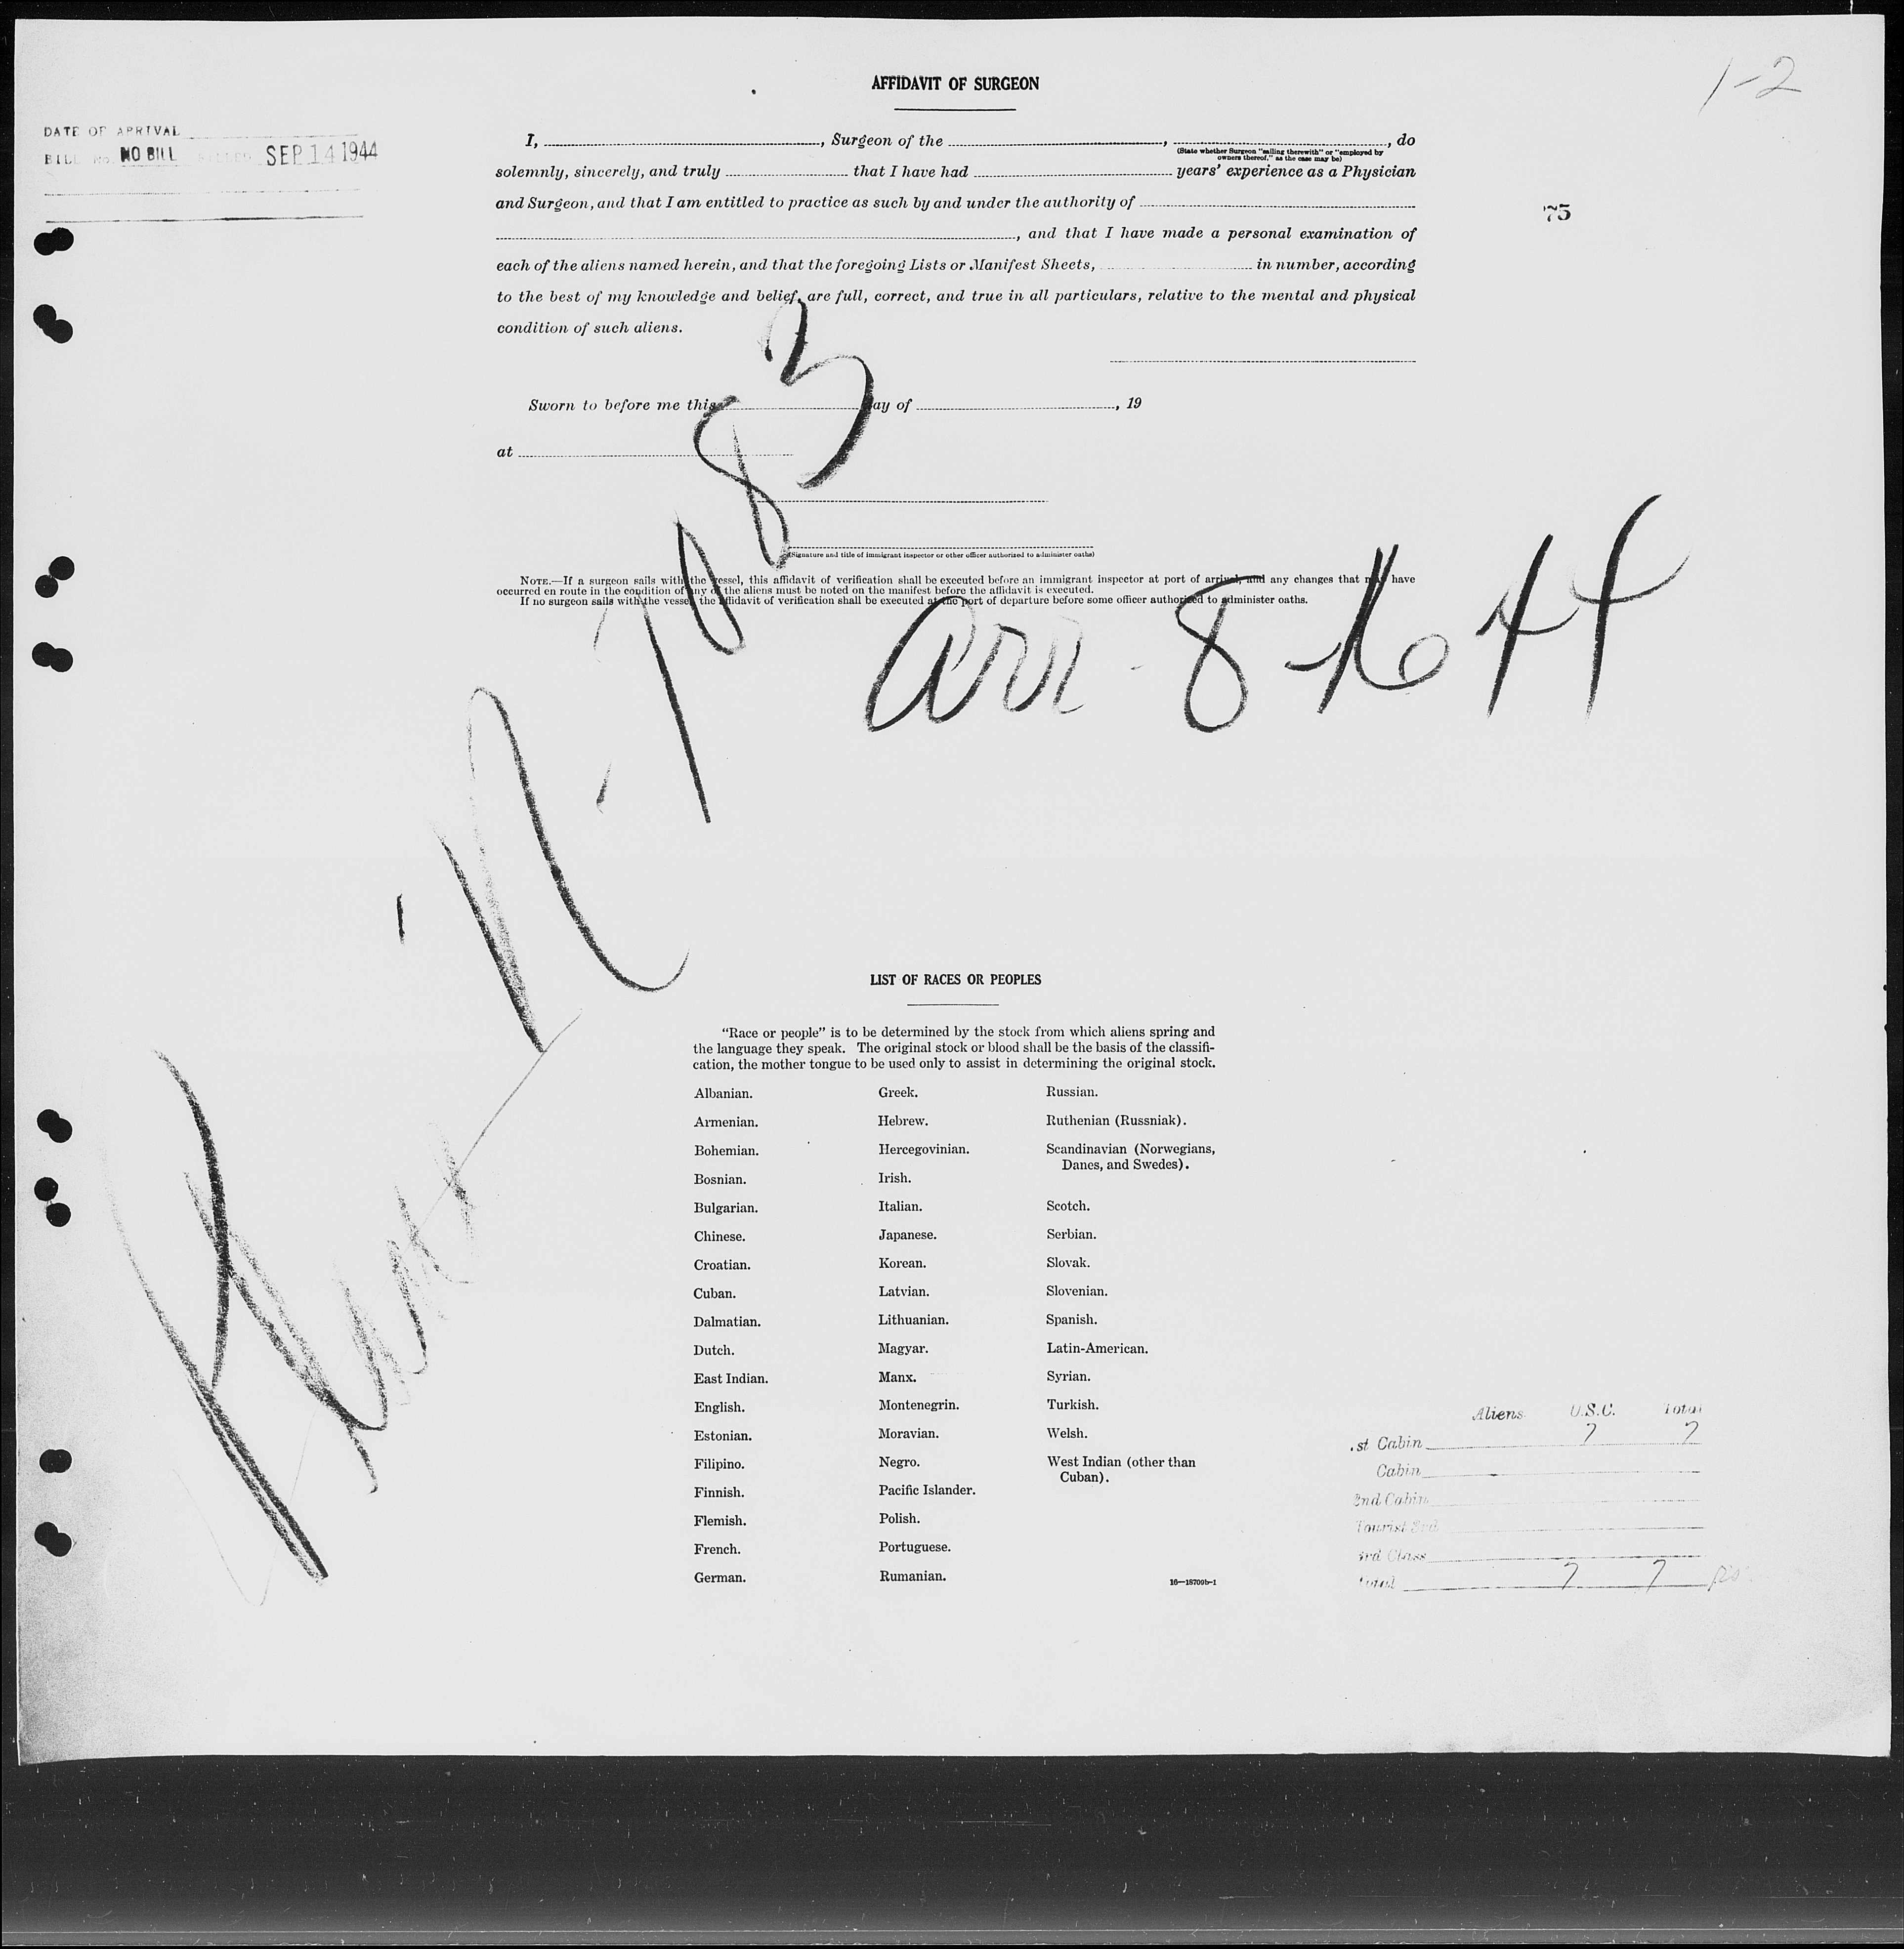 AFFIDAVIT OF SURGEON
1-2
DATE OF ARRIVAL
BILL No. NO BILL BILLED SEP 14 1944
I, , Surgeon of the , , do
(State whether Surgeon "sailing therewith" or "employed by
owners thereof," as the case may be)
solemnly, sincerely, and truly that I have had years' experience as a Physician
and Surgeon, and that I am entitled to practice as such by and under the authority of
75
, and that I have made a personal examination of
each of the aliens named herein, and that the foregoing Lists or Manifest Sheets, in number, according
to the best of my knowledge and belief, are full, correct, and true in all particulars, relative to the mental and physical
condition of such aliens.
Sworn to before me this day of , 19
at
(Signature and title of immigrant inspector or other officer authorized to administer oaths)
NOTE.—If a surgeon sails with the vessel, this affidavit of verification shall be executed before an immigrant inspector at port of arrival, and any changes that may have
occurred en route in the condition of any of the aliens must be noted on the manifest before the affidavit is executed.
If no surgeon sails with the vessel the affidavit of verification shall be executed at the port of departure before some officer authorized to administer oaths.
arr - 8-16 44
LIST OF RACES OR PEOPLES
"Race or people" is to be determined by the stock from which aliens spring and
the language they speak. The original stock or blood shall be the basis of the classifi-
cation, the mother tongue to be used only to assist in determining the original stock.
Albanian.
Armenian.
Bohemian.
Bosnian.
Bulgarian.
Chinese.
Croatian.
Cuban.
Dalmatian.
Dutch.
East Indian.
English.
Estonian.
Filipino.
Finnish.
Flemish.
French.
German.
Greek.
Hebrew.
Hercegovinian.
Irish.
Italian.
Japanese.
Korean.
Latvian.
Lithuanian.
Magyar.
Manx.
Montenegrin.
Moravian.
Negro.
Pacific Islander.
Polish.
Portuguese.
Rumanian.
Russian.
Ruthenian (Russniak).
Scandinavian (Norwegians,
Danes, and Swedes).
Scotch.
Serbian.
Slovak.
Slovenian.
Spanish.
Latin-American.
Syrian.
Turkish.
Welsh.
West Indian (other than
Cuban).
16—18709b-1
Aliens U.S.C. Total
st Cabin 7 7
Cabin
2nd Cabin
Tourist 3rd
3rd Class
total 7 7